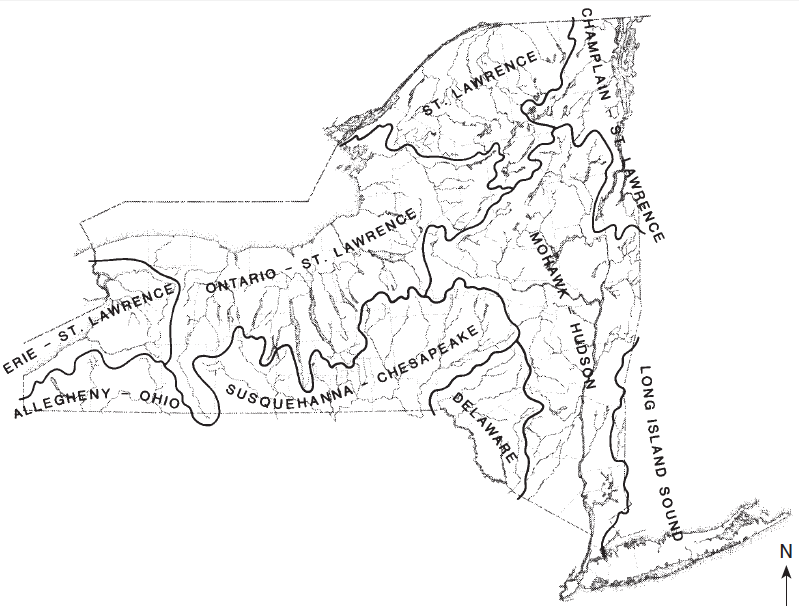 CHAMPLAIN - ST. LAWRENCE
ST. LAWRENCE
ONTARIO - ST. LAWRENCE
MOHAWK - HUDSON
ERIE - ST. LAWRENCE
SUSQUEHANNA - CHESAPEAKE
ALLEGHENY - OHIO
DELAWARE
LONG ISLAND SOUND
N